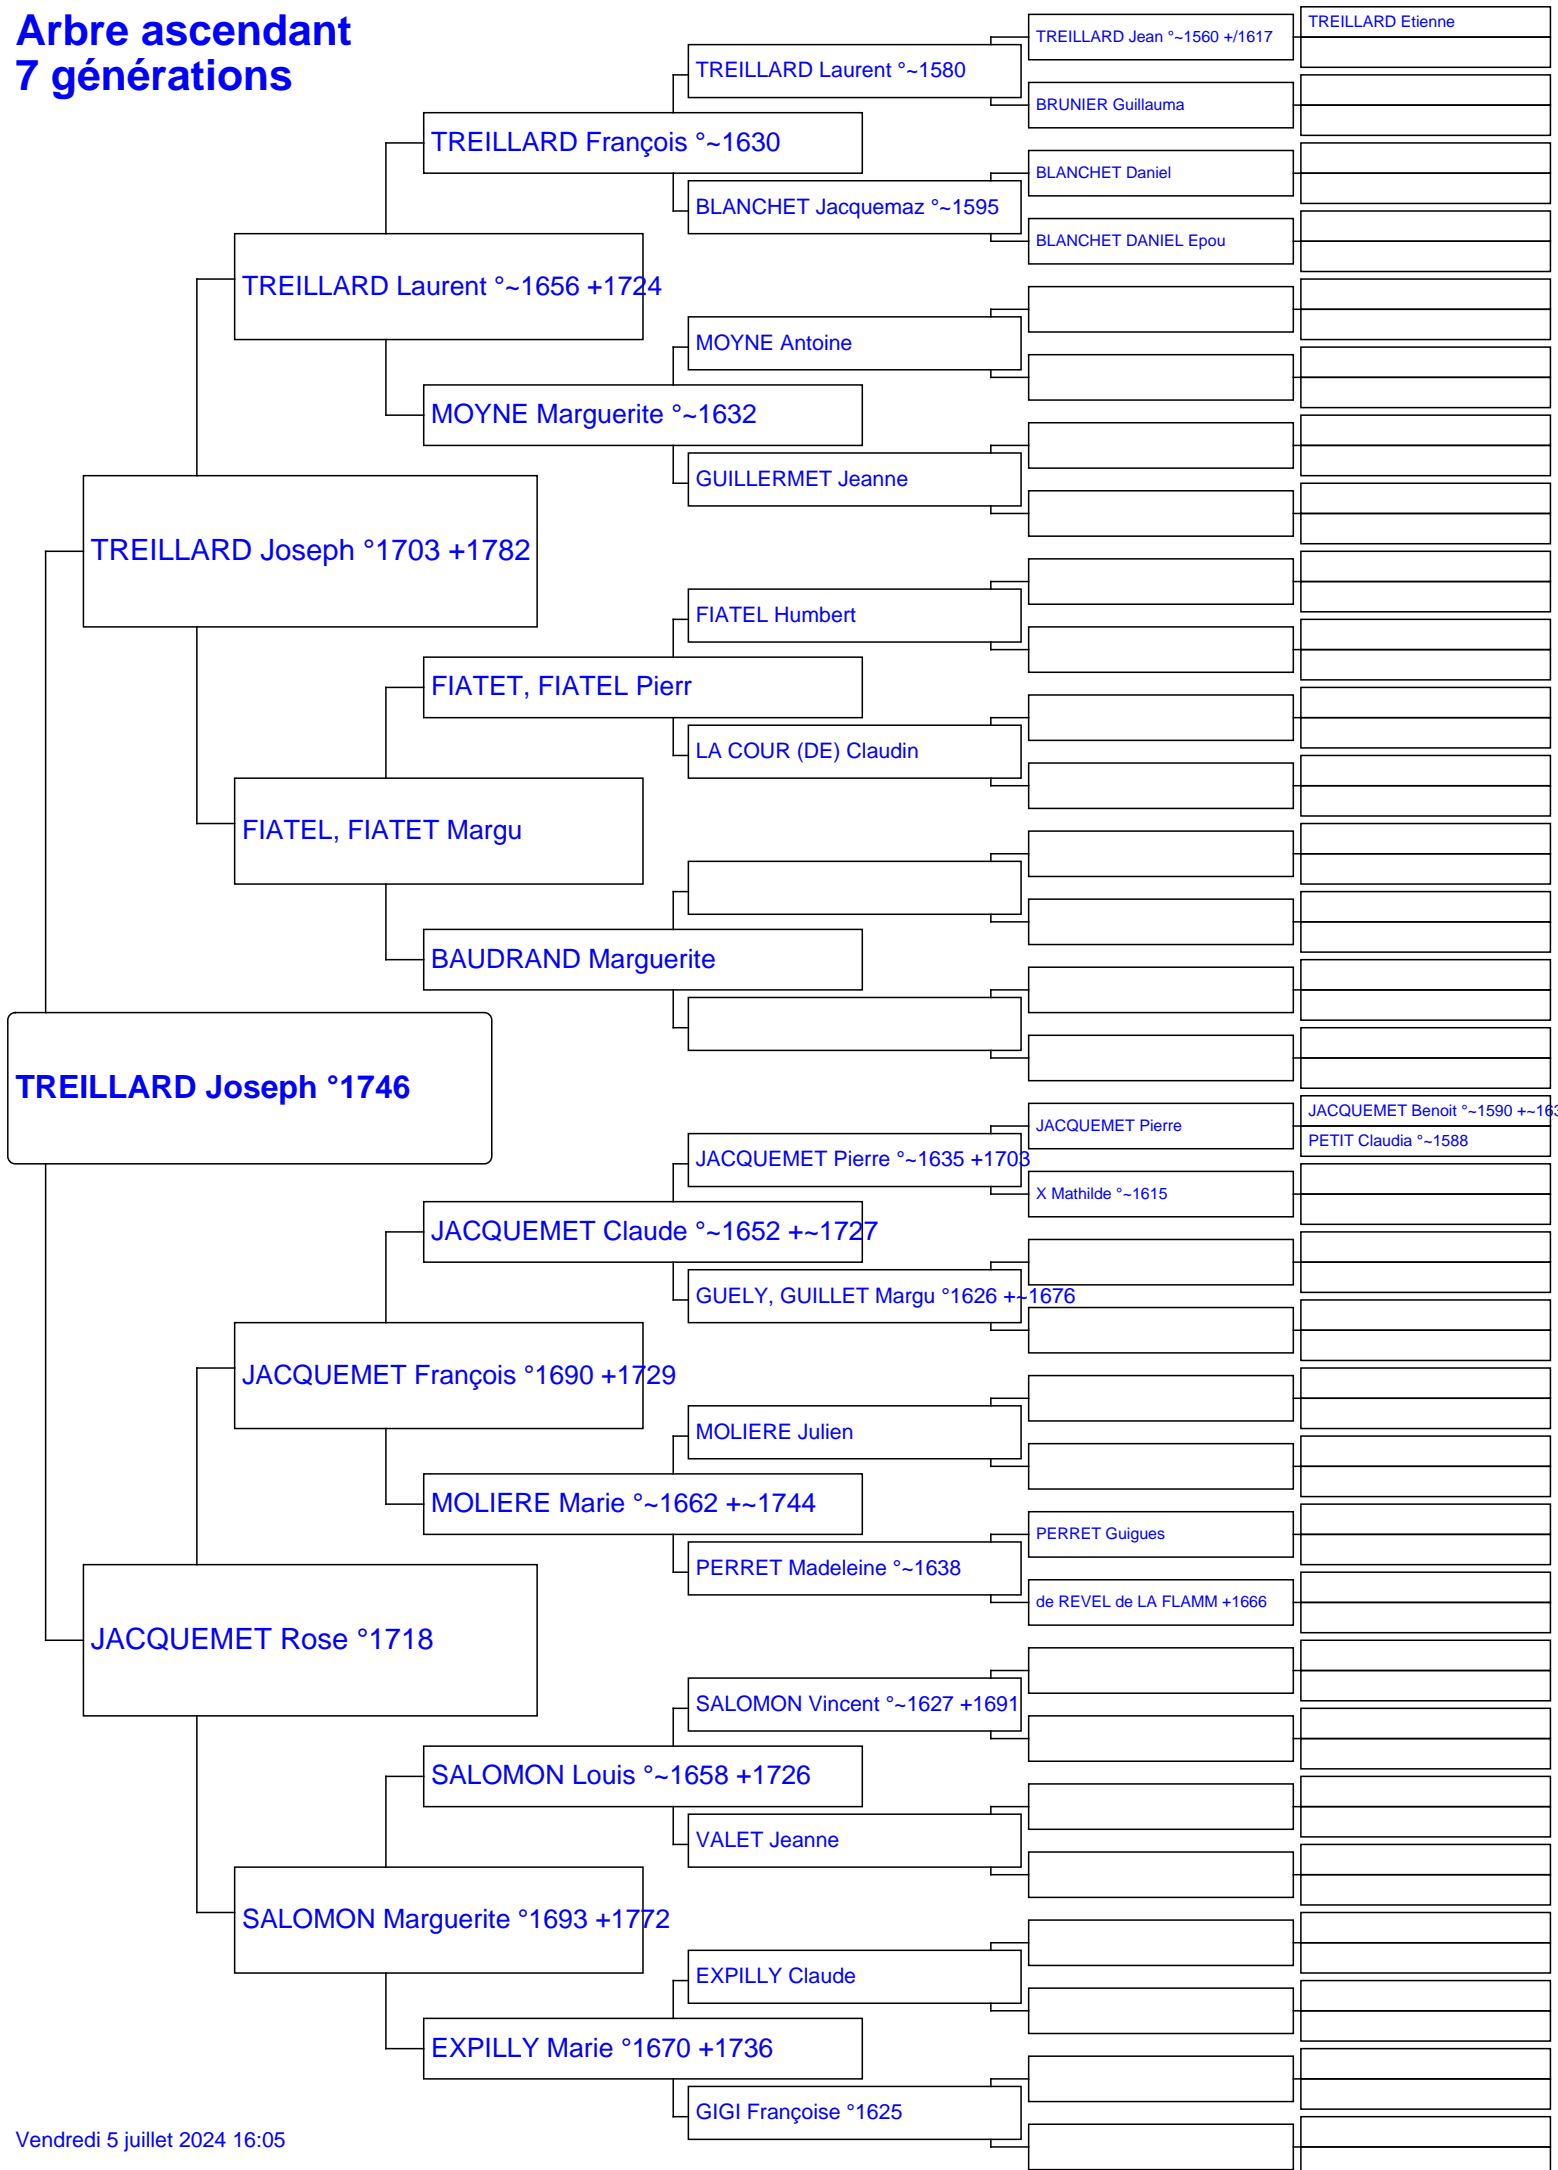 Arbre ascendant
7 générations
TREILLARD Etienne
TREILLARD Jean °~1560 +/1617
TREILLARD Laurent °~1580
BRUNIER Guillauma
TREILLARD François °~1630
BLANCHET Daniel
BLANCHET Jacquemaz °~1595
BLANCHET DANIEL Epou
TREILLARD Laurent °~1656 +1724
MOYNE Antoine
MOYNE Marguerite °~1632
GUILLERMET Jeanne
TREILLARD Joseph °1703 +1782
FIATEL Humbert
FIATET, FIATEL Pierr
LA COUR (DE) Claudin
FIATEL, FIATET Margu
BAUDRAND Marguerite
TREILLARD Joseph °1746
JACQUEMET Benoit °~1590 +~163
JACQUEMET Pierre
PETIT Claudia °~1588
JACQUEMET Pierre °~1635 +1703
X Mathilde °~1615
JACQUEMET Claude °~1652 +~1727
GUELY, GUILLET Margu °1626 +~1676
JACQUEMET François °1690 +1729
MOLIERE Julien
MOLIERE Marie °~1662 +~1744
PERRET Guigues
PERRET Madeleine °~1638
de REVEL de LA FLAMM +1666
JACQUEMET Rose °1718
SALOMON Vincent °~1627 +1691
SALOMON Louis °~1658 +1726
VALET Jeanne
SALOMON Marguerite °1693 +1772
EXPILLY Claude
EXPILLY Marie °1670 +1736
GIGI Françoise °1625
Vendredi 5 juillet 2024 16:05